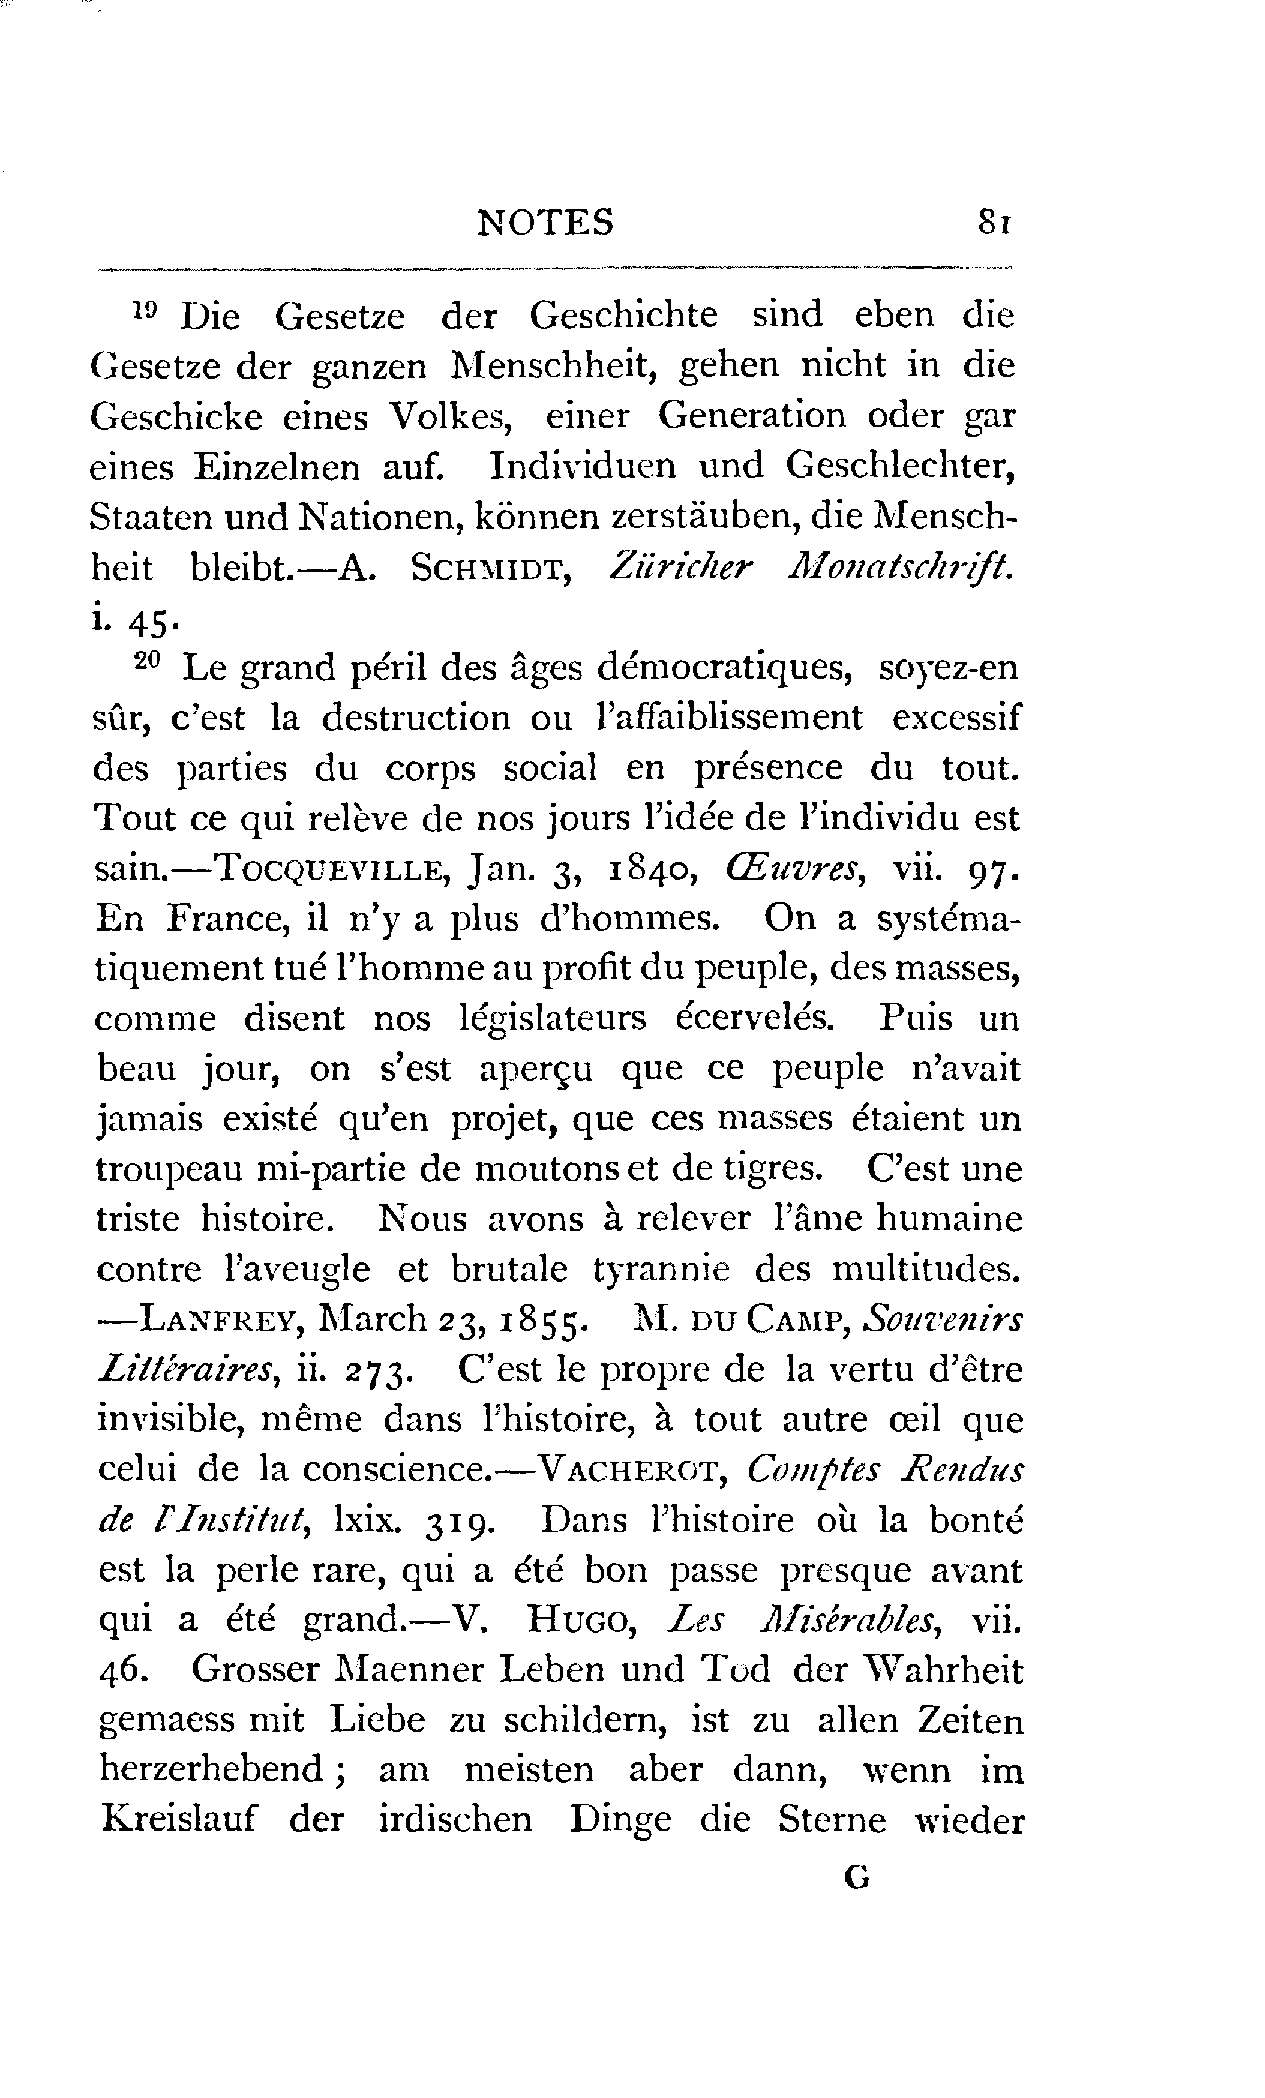 NOTES 81
19 Die Gesetze der Geschichte sind eben die
Gesetze der ganzen Menschheit, gehen nicht in die
Geschicke eines Volkes, einer Generation oder gar
eines Einzelnen auf. Individuen und Geschlechter,
Staaten und Nationen, können zerstäuben, die Mensch-
heit bleibt.—A. SCHMIDT, Züricher Monatschrift.
i. 45.
20 Le grand péril des âges démocratiques, soyez-en
sûr, c'est la destruction ou l'affaiblissement excessif
des parties du corps social en présence du tout.
Tout ce qui relève de nos jours l'idée de l'individu est
sain.—TOCQUEVILLE, Jan. 3, 1840, Œuvres, vii. 97.
En France, il n'y a plus d'hommes. On a systéma-
tiquement tué l'homme au profit du peuple, des masses,
comme disent nos législateurs écervelés. Puis un
beau jour, on s'est aperçu que ce peuple n'avait
jamais existé qu'en projet, que ces masses étaient un
troupeau mi-partie de moutons et de tigres. C'est une
triste histoire. Nous avons à relever l'âme humaine
contre l'aveugle et brutale tyrannie des multitudes.
—LANFREY, March 23, 1855. M. DU CAMP, Souvenirs
Littéraires, ii. 273. C'est le propre de la vertu d'être
invisible, même dans l'histoire, à tout autre œil que
celui de la conscience.—VACHEROT, Comptes Rendus
de l'Institut, lxix. 319. Dans l'histoire où la bonté
est la perle rare, qui a été bon passe presque avant
qui a été grand.—V. HUGO, Les Misérables, vii.
46. Grosser Maenner Leben und Tod der Wahrheit
gemaess mit Liebe zu schildern, ist zu allen Zeiten
herzerhebend ; am meisten aber dann, wenn im
Kreislauf der irdischen Dinge die Sterne wieder
G